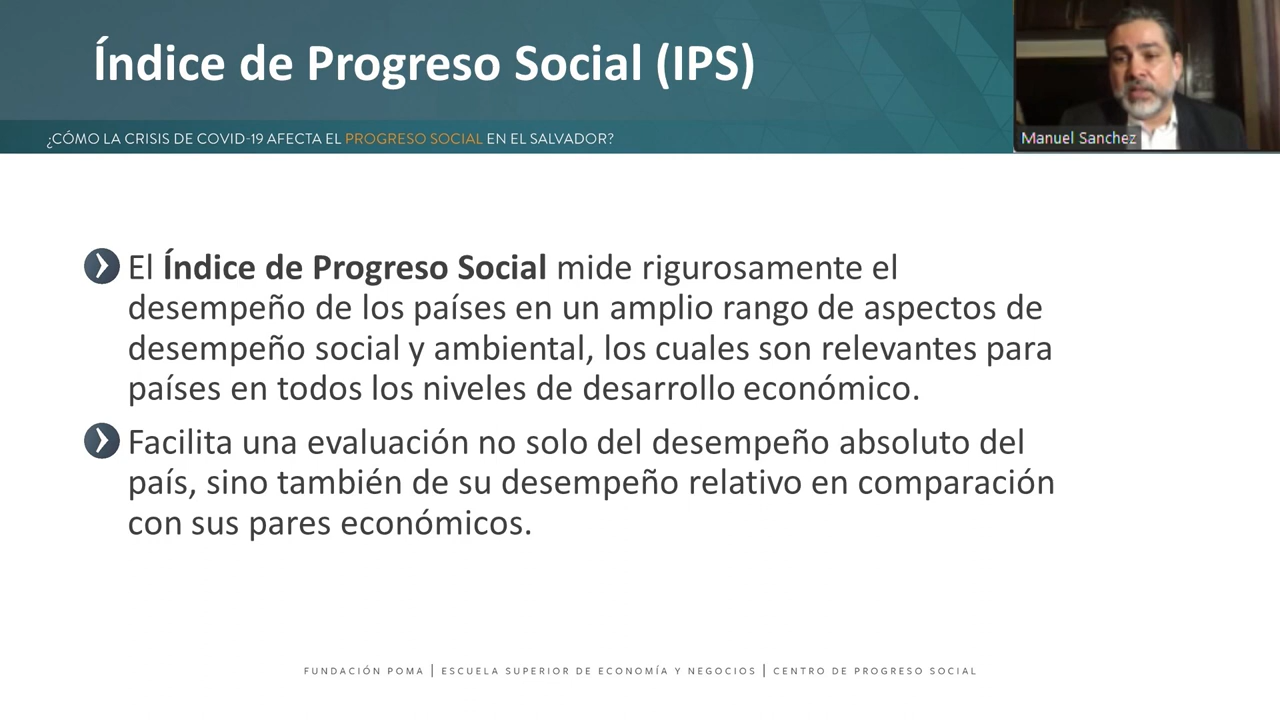 Índice de Progreso Social (IPS)
¿CÓMO LA CRISIS DE COVID-19 AFECTA EL PROGRESO SOCIAL EN EL SALVADOR?
Manuel Sanchez
El Índice de Progreso Social mide rigurosamente el
desempeño de los países en un amplio rango de aspectos de
desempeño social y ambiental, los cuales son relevantes para
países en todos los niveles de desarrollo económico.
Facilita una evaluación no solo del desempeño absoluto del
país, sino también de su desempeño relativo en comparación
con sus pares económicos.
FUNDACIÓN POMA | ESCUELA SUPERIOR DE ECONOMÍA Y NEGOCIOS | CENTRO DE PROGRESO SOCIAL